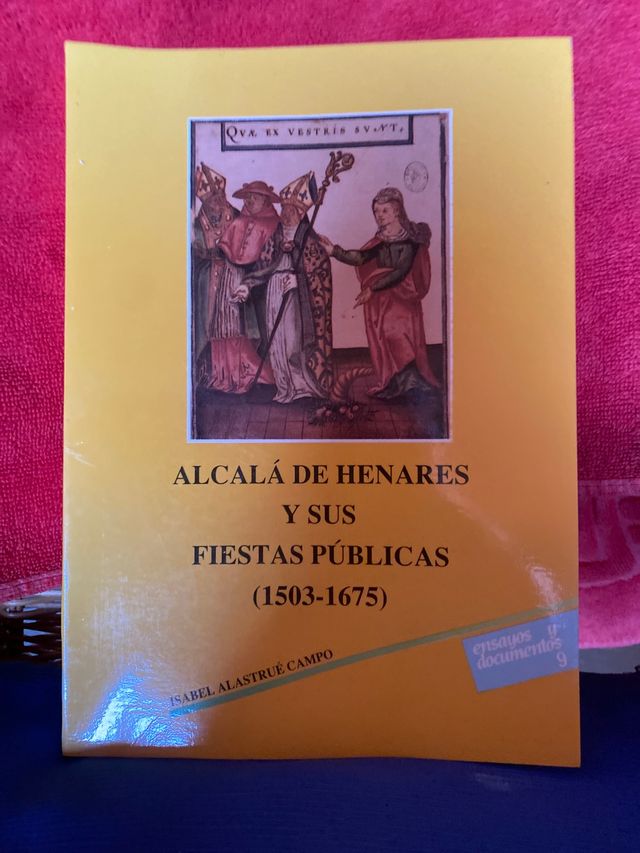 QVÆ EX VESTRIS SVNT,
ALCALÁ DE HENARES
Y SUS
FIESTAS PÚBLICAS
(1503-1675)
ISABEL ALASTRUÉ CAMPO
ensayos y
documentos
9